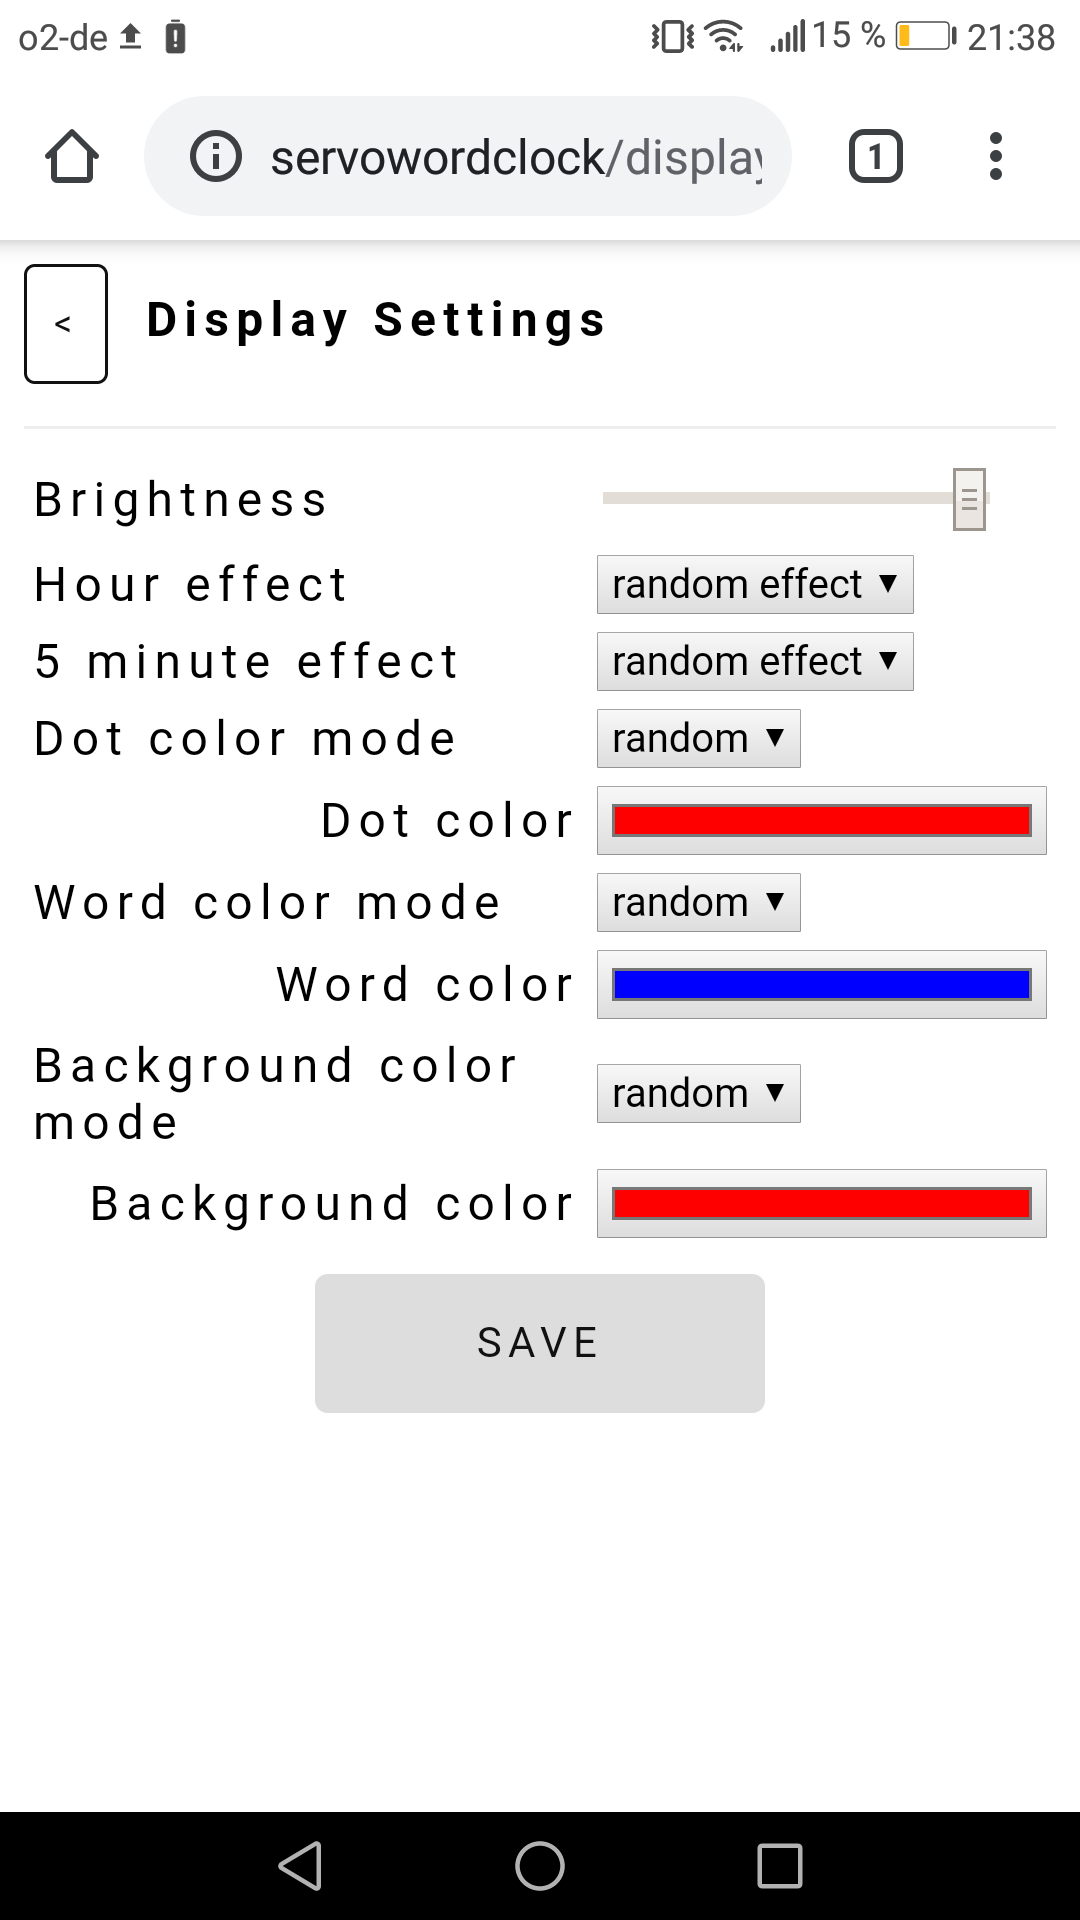 o2-de 15 % 21:38
servowordclock/display 1
< Display Settings
Brightness
Hour effect random effect
5 minute effect random effect
Dot color mode random
Dot color
Word color mode random
Word color
Background color
mode random
Background color
SAVE